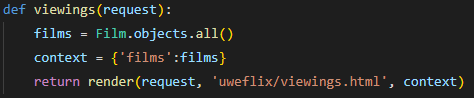 def viewings(request):
    films = Film.objects.all()
    context = {'films':films}
    return render(request, 'uweflix/viewings.html', context)